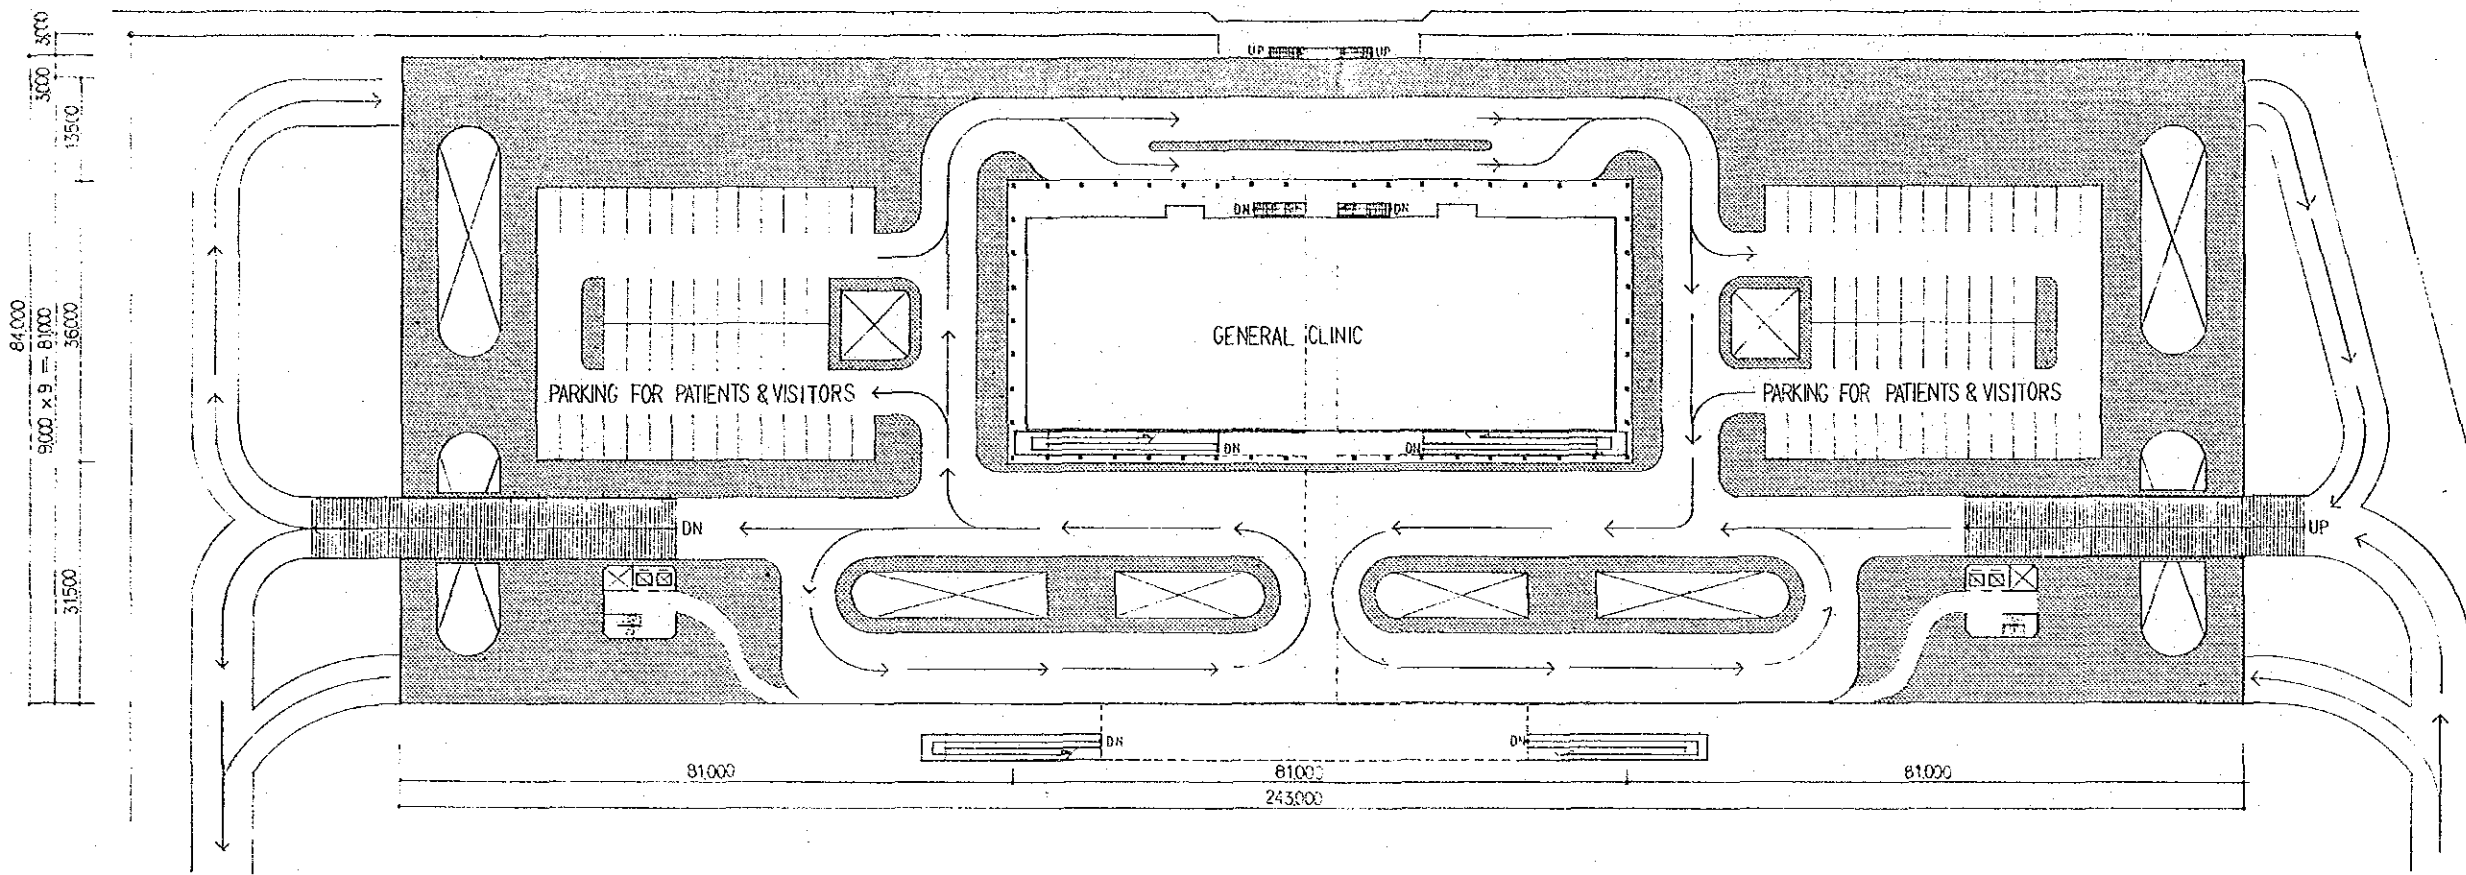 UP UP
DN DN
GENERAL CLINIC
PARKING FOR PATIENTS & VISITORS
PARKING FOR PATIENTS & VISITORS
DN DN
DN
UP
DN
DN
81,000
81,000
81,000
243,000
3,000
3,000
13,500
36,000
31,500
9,000 x 9 = 81,000
84,000